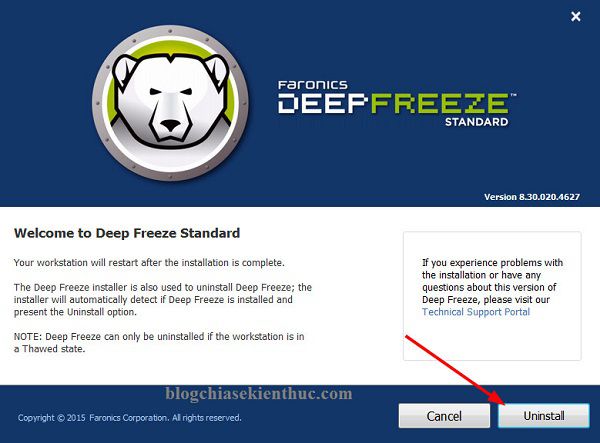 FARONICS
DEEPFREEZE™
STANDARD
Version 8.30.020.4627
Welcome to Deep Freeze Standard
Your workstation will restart after the installation is complete.
The Deep Freeze installer is also used to uninstall Deep Freeze; the
installer will automatically detect if Deep Freeze is installed and
present the Uninstall option.
NOTE: Deep Freeze can only be uninstalled if the workstation is in
a Thawed state.
If you experience problems with
the installation or have any
questions about this version of
Deep Freeze, please visit our
Technical Support Portal
blogchiasekienthuc.com
Copyright © 2015 Faronics Corporation. All rights reserved.
Cancel
Uninstall